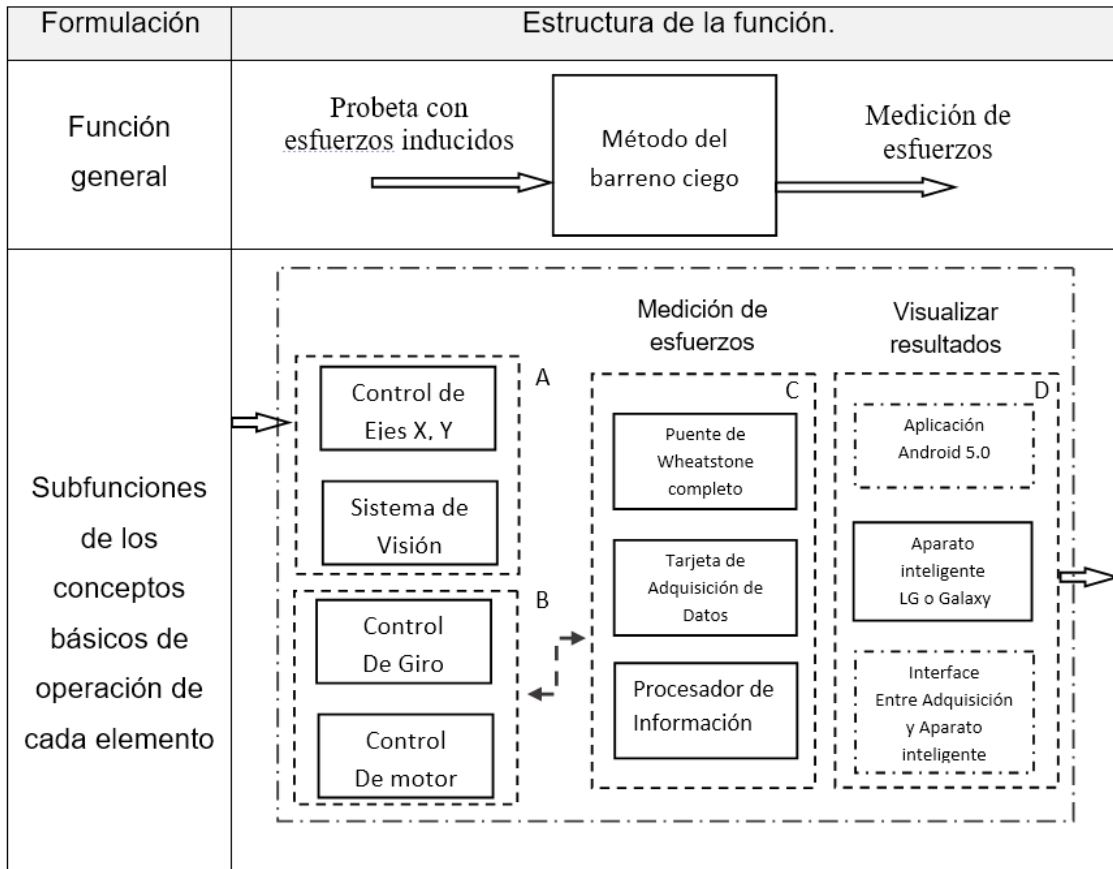 Formulación
Estructura de la función.
Función
general
Probeta con
esfuerzos inducidos
Método del
barreno ciego
Medición de
esfuerzos
Subfunciones
de los
conceptos
básicos de
operación de
cada elemento
A
Control de
Ejes X, Y
Sistema de
Visión
B
Control
De Giro
Control
De motor
Medición de
esfuerzos
C
Puente de
Wheatstone
completo
Tarjeta de
Adquisición de
Datos
Procesador de
Información
Visualizar
resultados
D
Aplicación
Android 5.0
Aparato
inteligente
LG o Galaxy
Interface
Entre Adquisición
y Aparato
inteligente